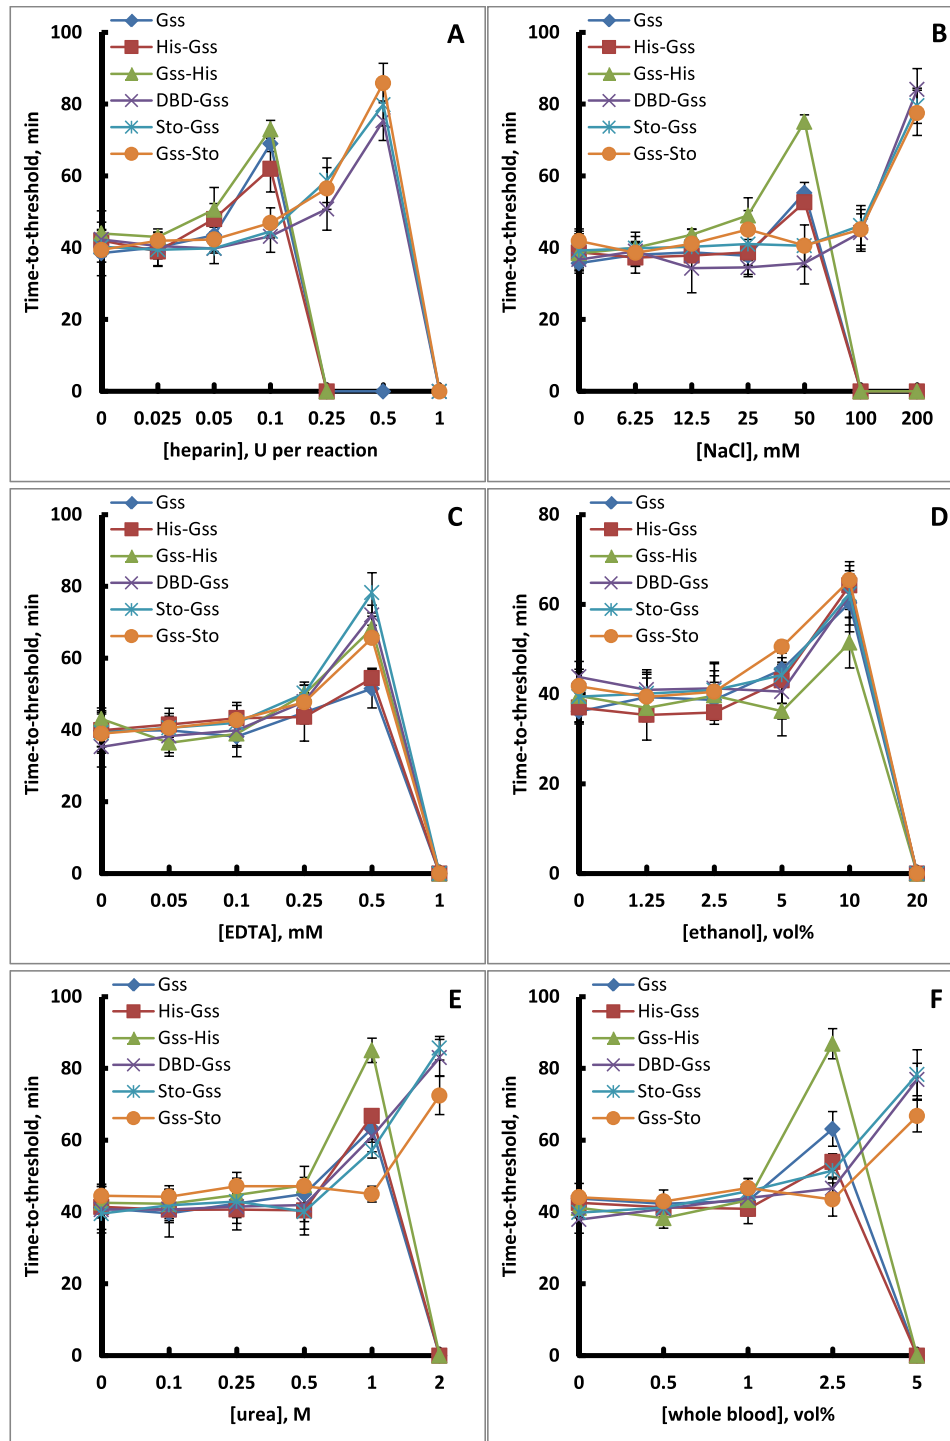 A
Gss
His-Gss
Gss-His
DBD-Gss
Sto-Gss
Gss-Sto
Time-to-threshold, min
100
80
60
40
20
0
0 0.025 0.05 0.1 0.25 0.5 1
[heparin], U per reaction
B
Gss
His-Gss
Gss-His
DBD-Gss
Sto-Gss
Gss-Sto
Time-to-threshold, min
100
80
60
40
20
0
0 6.25 12.5 25 50 100 200
[NaCl], mM
C
Gss
His-Gss
Gss-His
DBD-Gss
Sto-Gss
Gss-Sto
Time-to-threshold, min
100
80
60
40
20
0
0 0.05 0.1 0.25 0.5 1
[EDTA], mM
D
Gss
His-Gss
Gss-His
DBD-Gss
Sto-Gss
Gss-Sto
Time-to-threshold, min
80
60
40
20
0
0 1.25 2.5 5 10 20
[ethanol], vol%
E
Gss
His-Gss
Gss-His
DBD-Gss
Sto-Gss
Gss-Sto
Time-to-threshold, min
100
80
60
40
20
0
0 0.1 0.25 0.5 1 2
[urea], M
F
Gss
His-Gss
Gss-His
DBD-Gss
Sto-Gss
Gss-Sto
Time-to-threshold, min
100
80
60
40
20
0
0 0.5 1 2.5 5
[whole blood], vol%